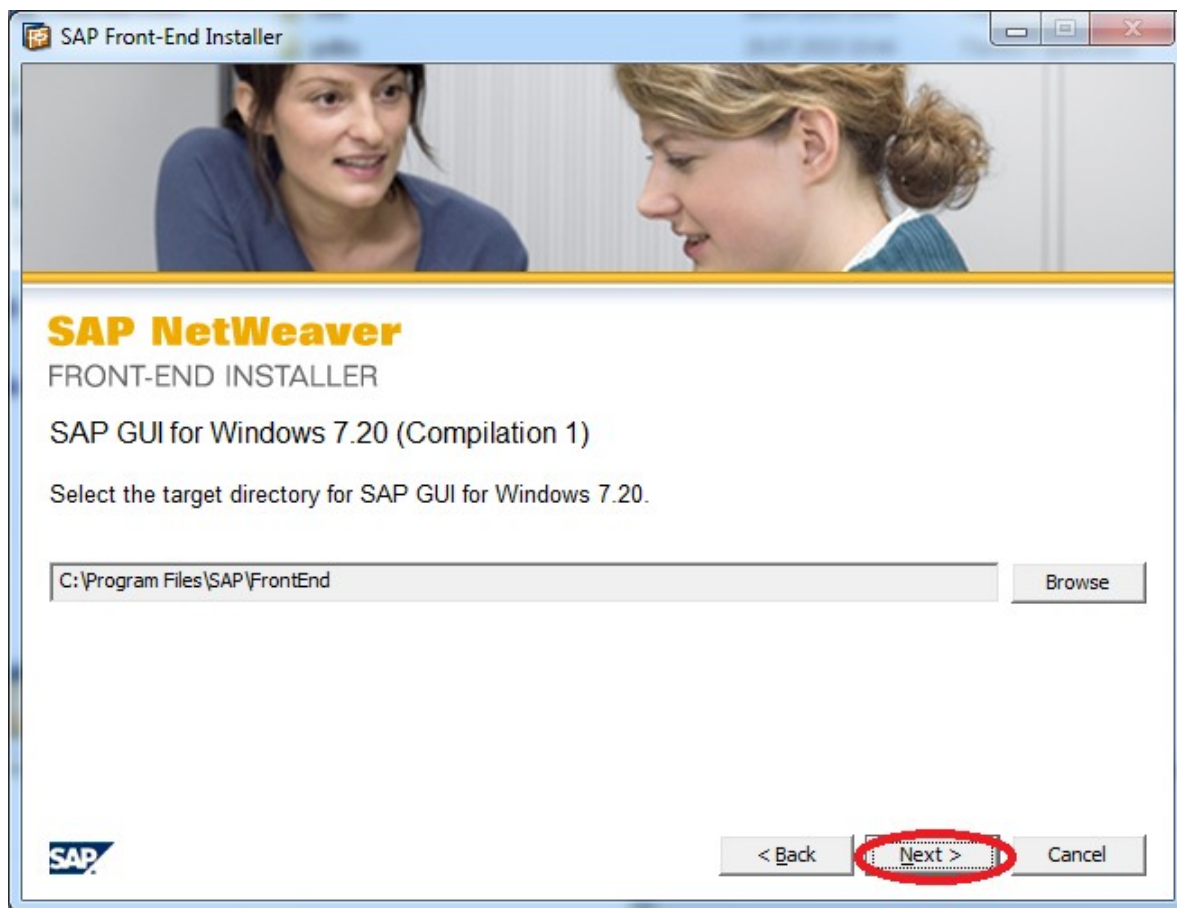 SAP Front-End Installer
SAP NetWeaver
FRONT-END INSTALLER
SAP GUI for Windows 7.20 (Compilation 1)
Select the target directory for SAP GUI for Windows 7.20.
C:\Program Files\SAP\FrontEnd
Browse
SAP
< Back
Next >
Cancel